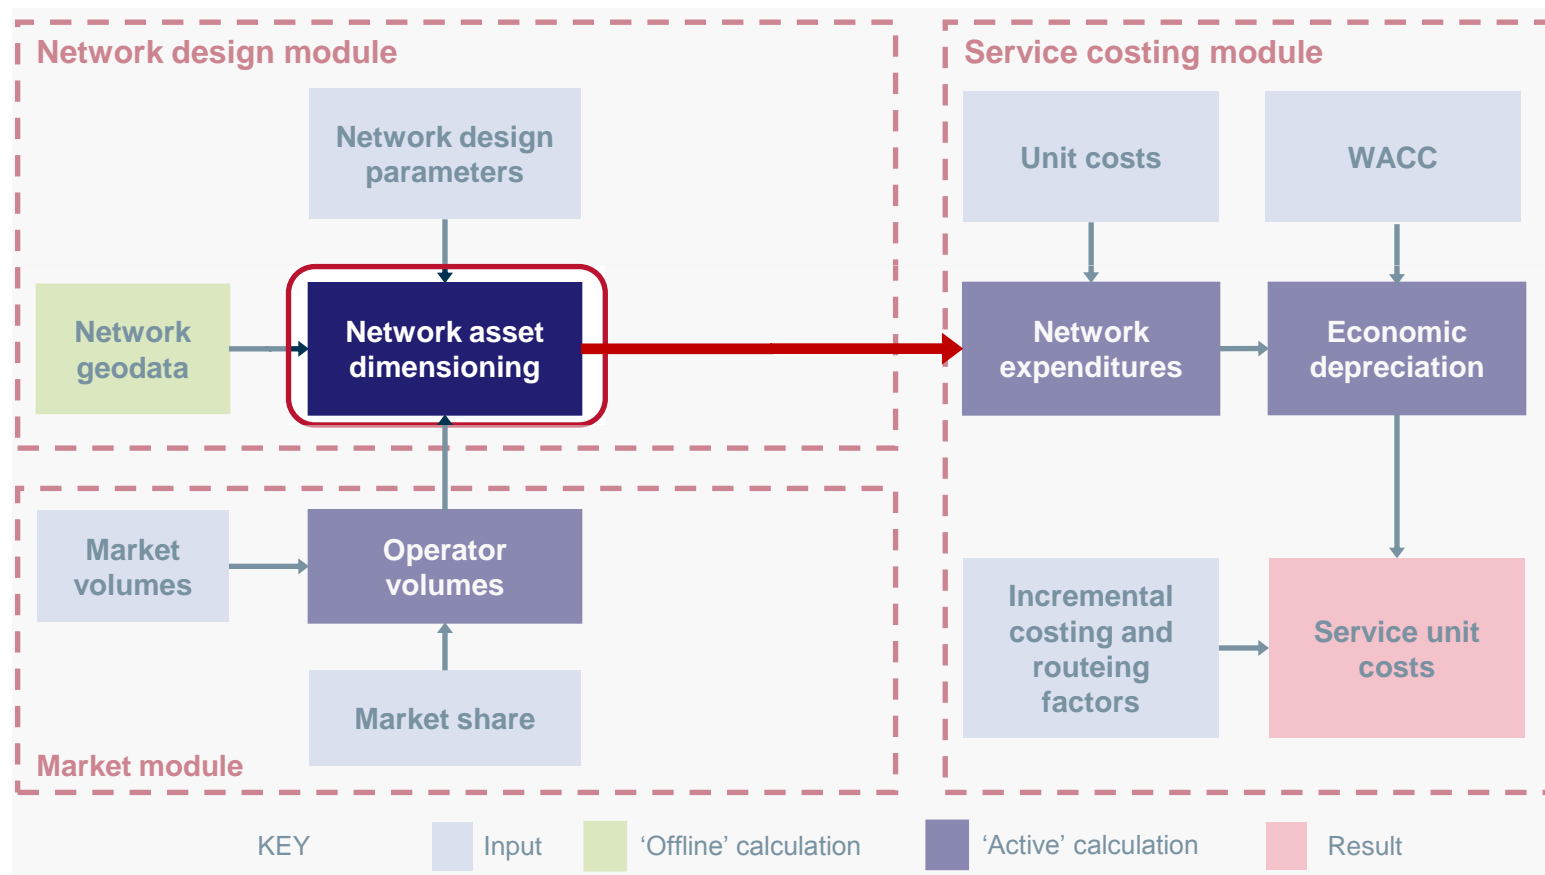 Network design module
Network design
parameters
Network
geodata
Network asset
dimensioning
Market
volumes
Operator
volumes
Market share
Market module
Service costing module
Unit costs
WACC
Network
expenditures
Economic
depreciation
Incremental
costing and
routeing
factors
Service unit
costs
KEY
Input
‘Offline’ calculation
‘Active’ calculation
Result